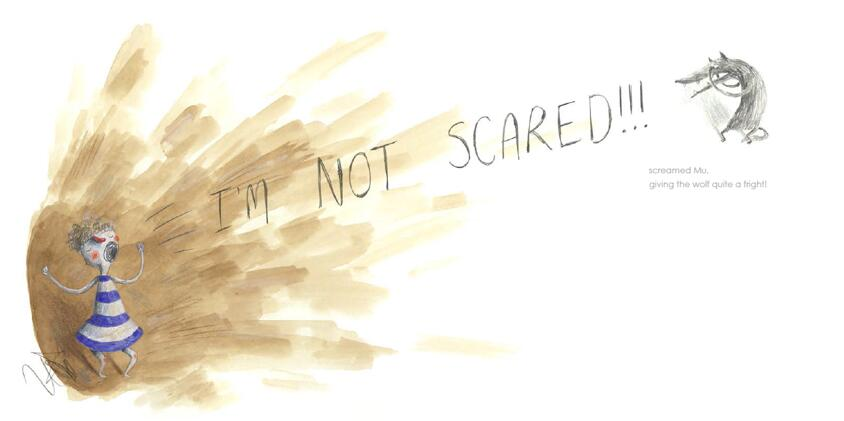 I'M NOT SCARED!!!
screamed Mu,
giving the wolf quite a fright!